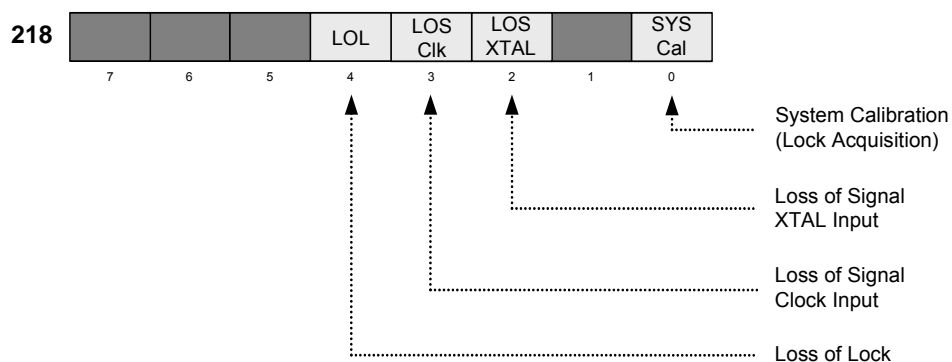 218
LOL
LOS
Clk
LOS
XTAL
SYS
Cal
7 6 5 4 3 2 1 0
System Calibration
(Lock Acquisition)
Loss of Signal
XTAL Input
Loss of Signal
Clock Input
Loss of Lock